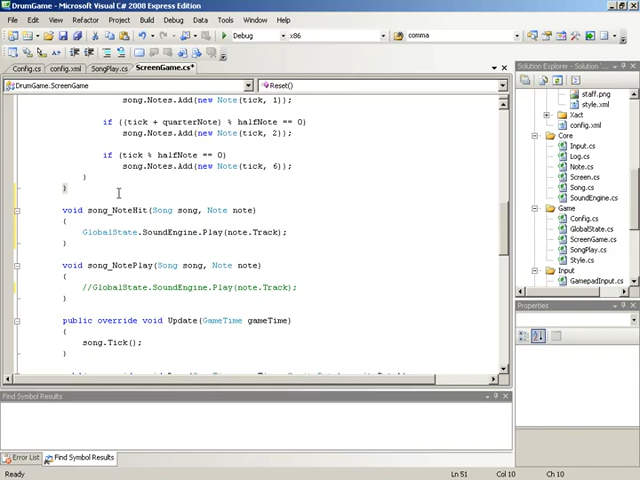 DrumGame - Microsoft Visual C# 2008 Express Edition
File Edit View Refactor Project Build Debug Data Tools Window Help
Debug x86 comma
Config.cs config.xml SongPlay.cs ScreenGame.cs*
DrumGame.ScreenGame Reset()
song.Notes.Add(new Note(tick, 1));
if ((tick + quarterNote) % halfNote == 0)
song.Notes.Add(new Note(tick, 2));
if (tick % halfNote == 0)
song.Notes.Add(new Note(tick, 6));
}
}
void song_NoteHit(Song song, Note note)
{
GlobalState.SoundEngine.Play(note.Track);
}
void song_NotePlay(Song song, Note note)
{
//GlobalState.SoundEngine.Play(note.Track);
}
public override void Update(GameTime gameTime)
{
song.Tick();
}
Find Symbol Results
Error List Find Symbol Results
Ready Ln 51 Col 10 Ch 10
Solution Explorer - Solution
staff.png
style.xml
Xact
config.xml
Core
Input.cs
Log.cs
Note.cs
Screen.cs
Song.cs
SoundEngine.cs
Game
Config.cs
GlobalState.cs
ScreenGame.cs
SongPlay.cs
Style.cs
Input
GamepadInput.cs
Properties